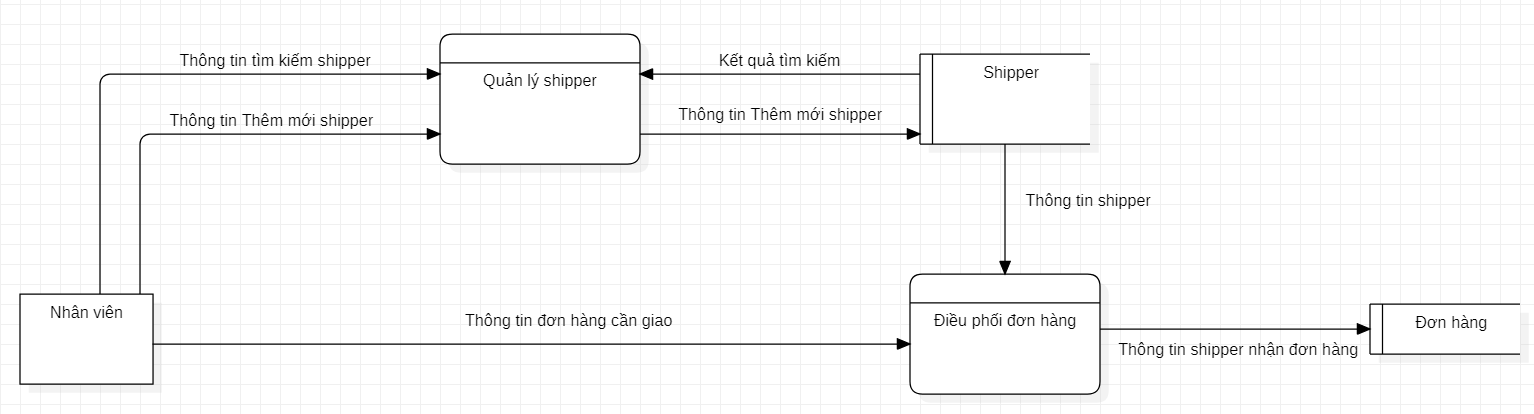 Thông tin tìm kiếm shipper
Kết quả tìm kiếm
Shipper
Quản lý shipper
Thông tin Thêm mới shipper
Thông tin Thêm mới shipper
Thông tin shipper
Nhân viên
Thông tin đơn hàng cần giao
Điều phối đơn hàng
Đơn hàng
Thông tin shipper nhận đơn hàng